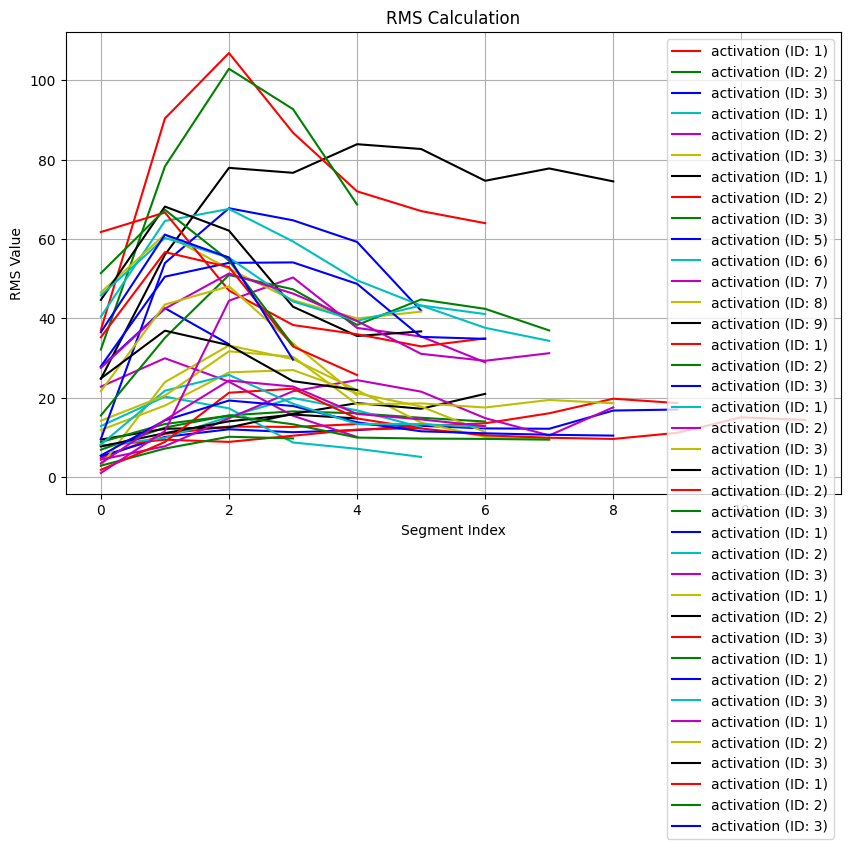 RMS Calculation
RMS Value
100
80
60
40
20
0
0
2
4
6
8
10
Segment Index
activation (ID: 1)
activation (ID: 2)
activation (ID: 3)
activation (ID: 1)
activation (ID: 2)
activation (ID: 3)
activation (ID: 1)
activation (ID: 2)
activation (ID: 3)
activation (ID: 5)
activation (ID: 6)
activation (ID: 7)
activation (ID: 8)
activation (ID: 9)
activation (ID: 1)
activation (ID: 2)
activation (ID: 3)
activation (ID: 1)
activation (ID: 2)
activation (ID: 3)
activation (ID: 1)
activation (ID: 2)
activation (ID: 3)
activation (ID: 1)
activation (ID: 2)
activation (ID: 3)
activation (ID: 1)
activation (ID: 2)
activation (ID: 3)
activation (ID: 1)
activation (ID: 2)
activation (ID: 3)
activation (ID: 1)
activation (ID: 2)
activation (ID: 3)
activation (ID: 1)
activation (ID: 2)
activation (ID: 3)